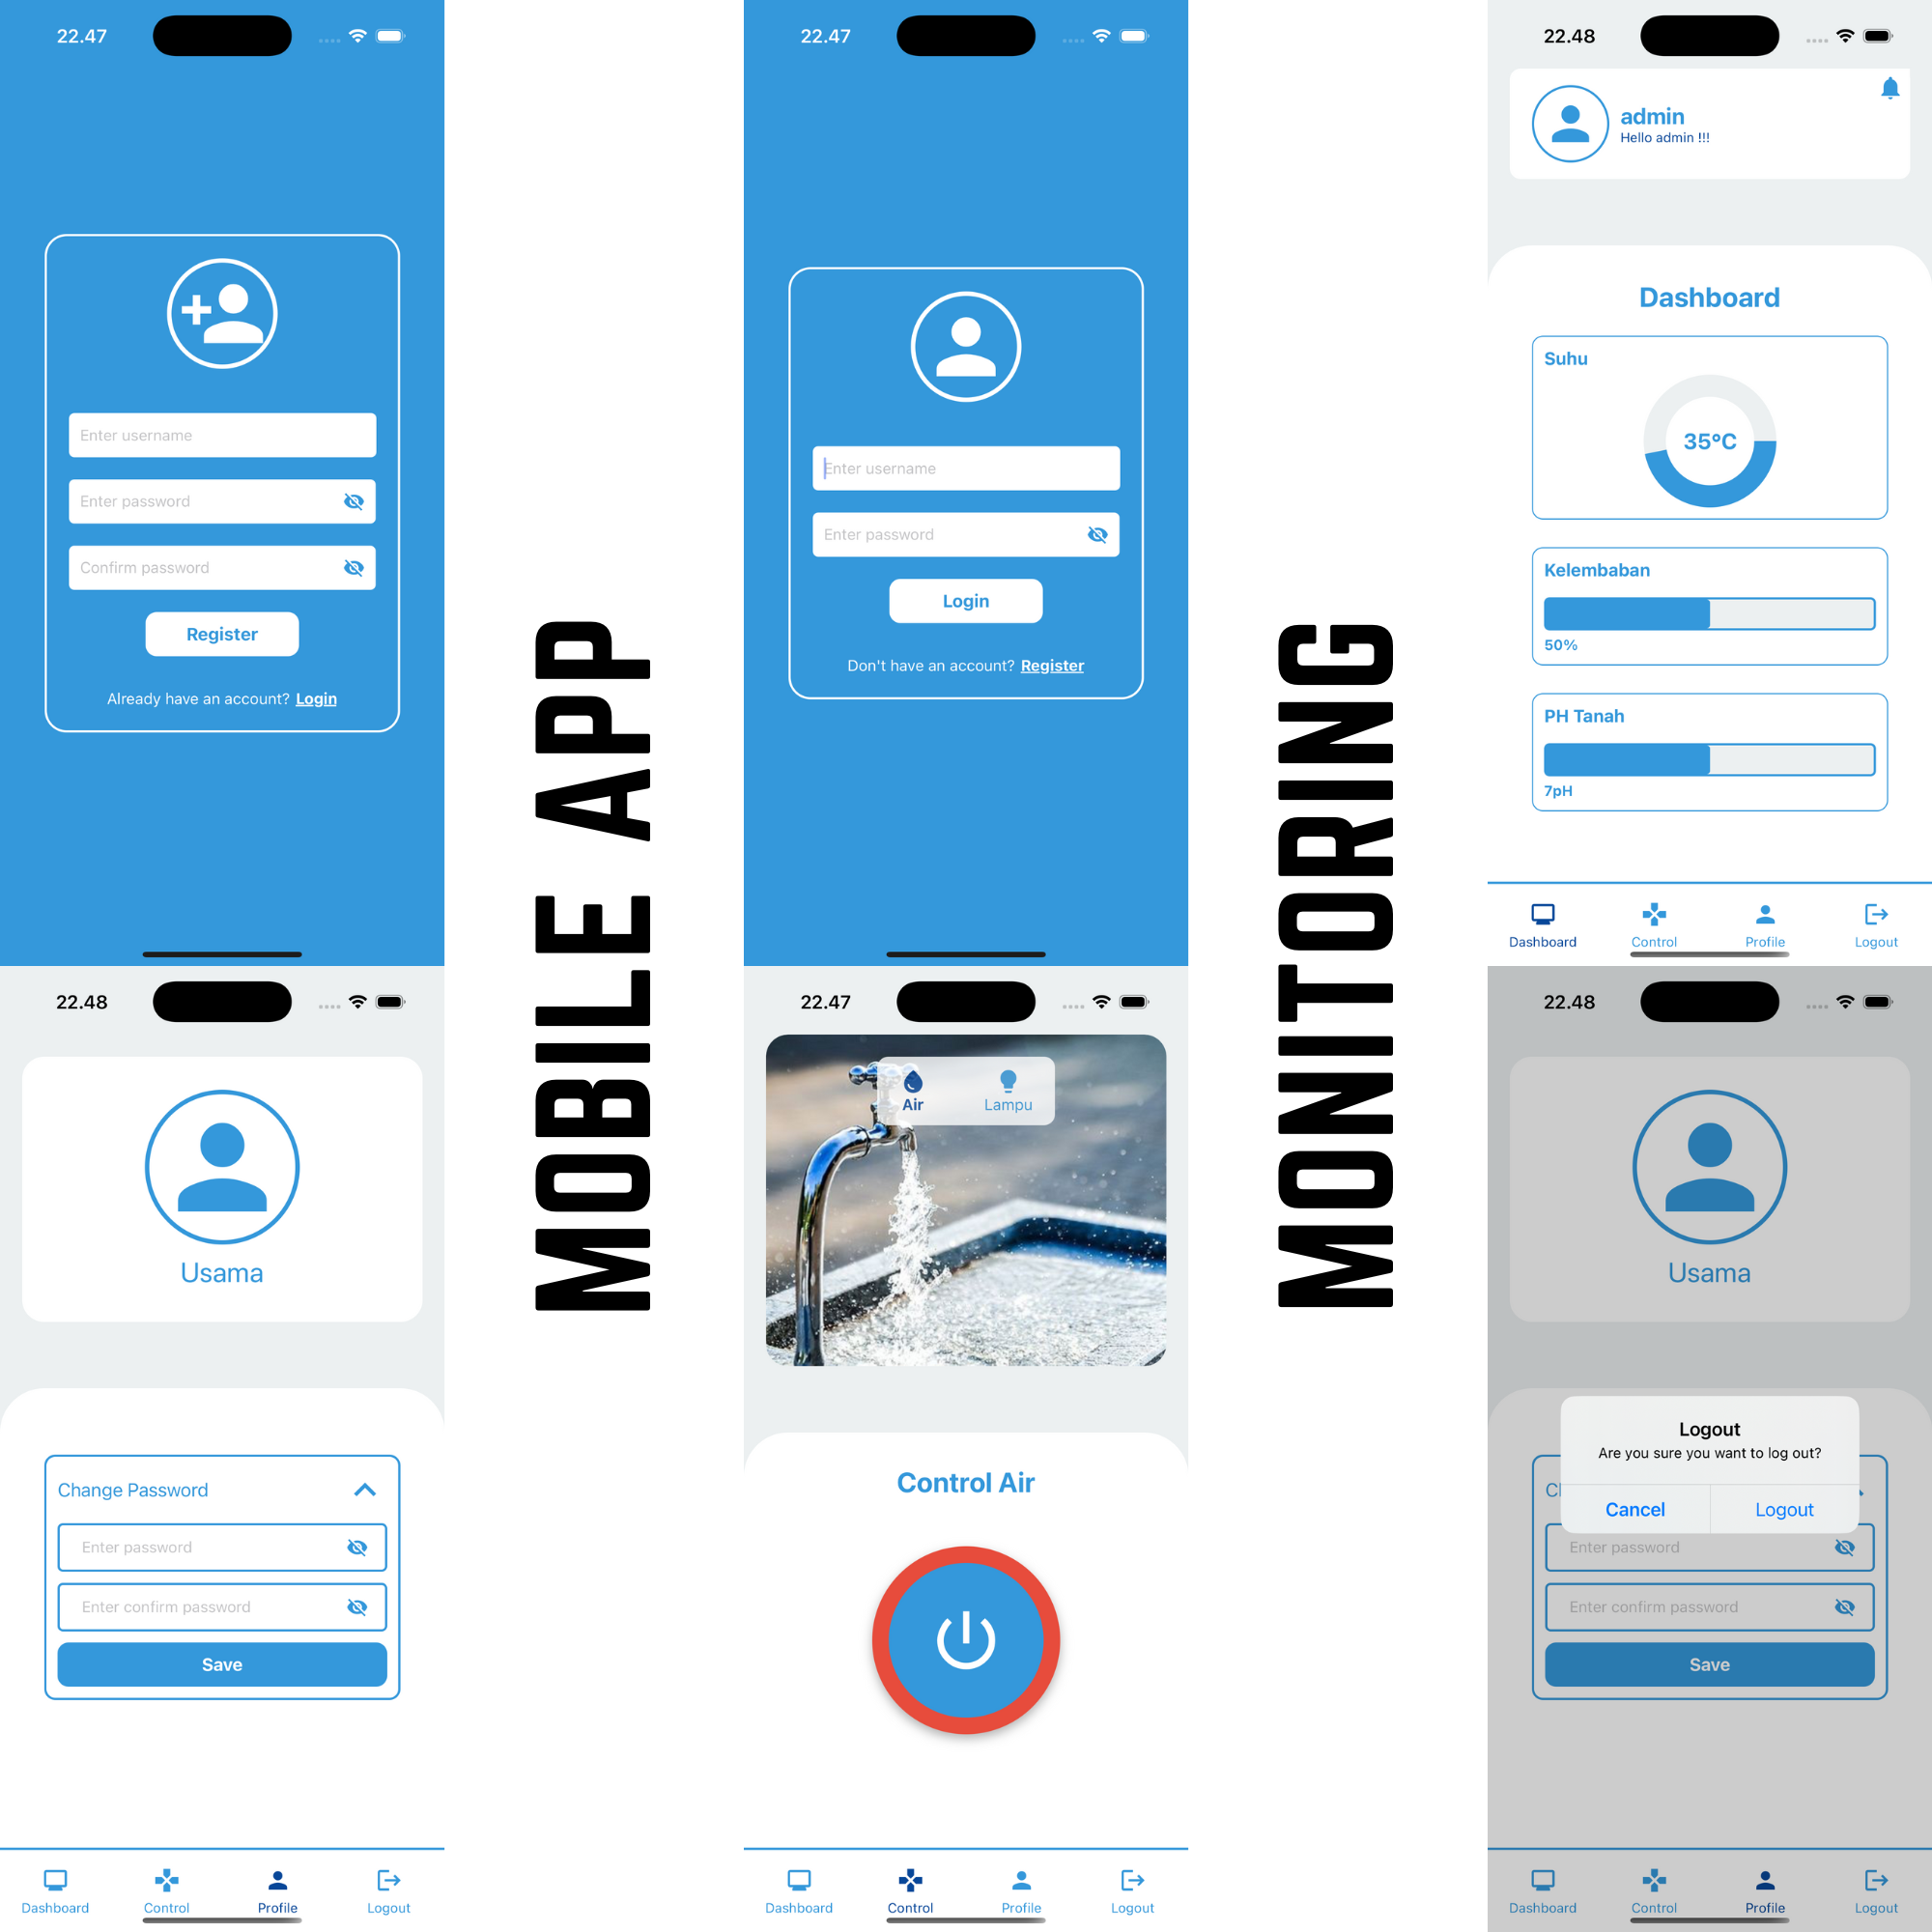 22.47
Enter username
Enter password
Confirm password
Register
Already have an account? Login
MOBILE APP
22.47
Enter username
Enter password
Login
Don't have an account? Register
MONITORING
22.48
admin
Hello admin !!!
Dashboard
Suhu
35°C
Kelembaban
50%
PH Tanah
7pH
Dashboard Control Profile Logout
22.48
Usama
Change Password
Enter password
Enter confirm password
Save
Dashboard Control Profile Logout
22.47
Air Lampu
Control Air
Dashboard Control Profile Logout
22.48
Usama
Logout
Are you sure you want to log out?
Cancel Logout
Enter password
Enter confirm password
Save
Dashboard Control Profile Logout